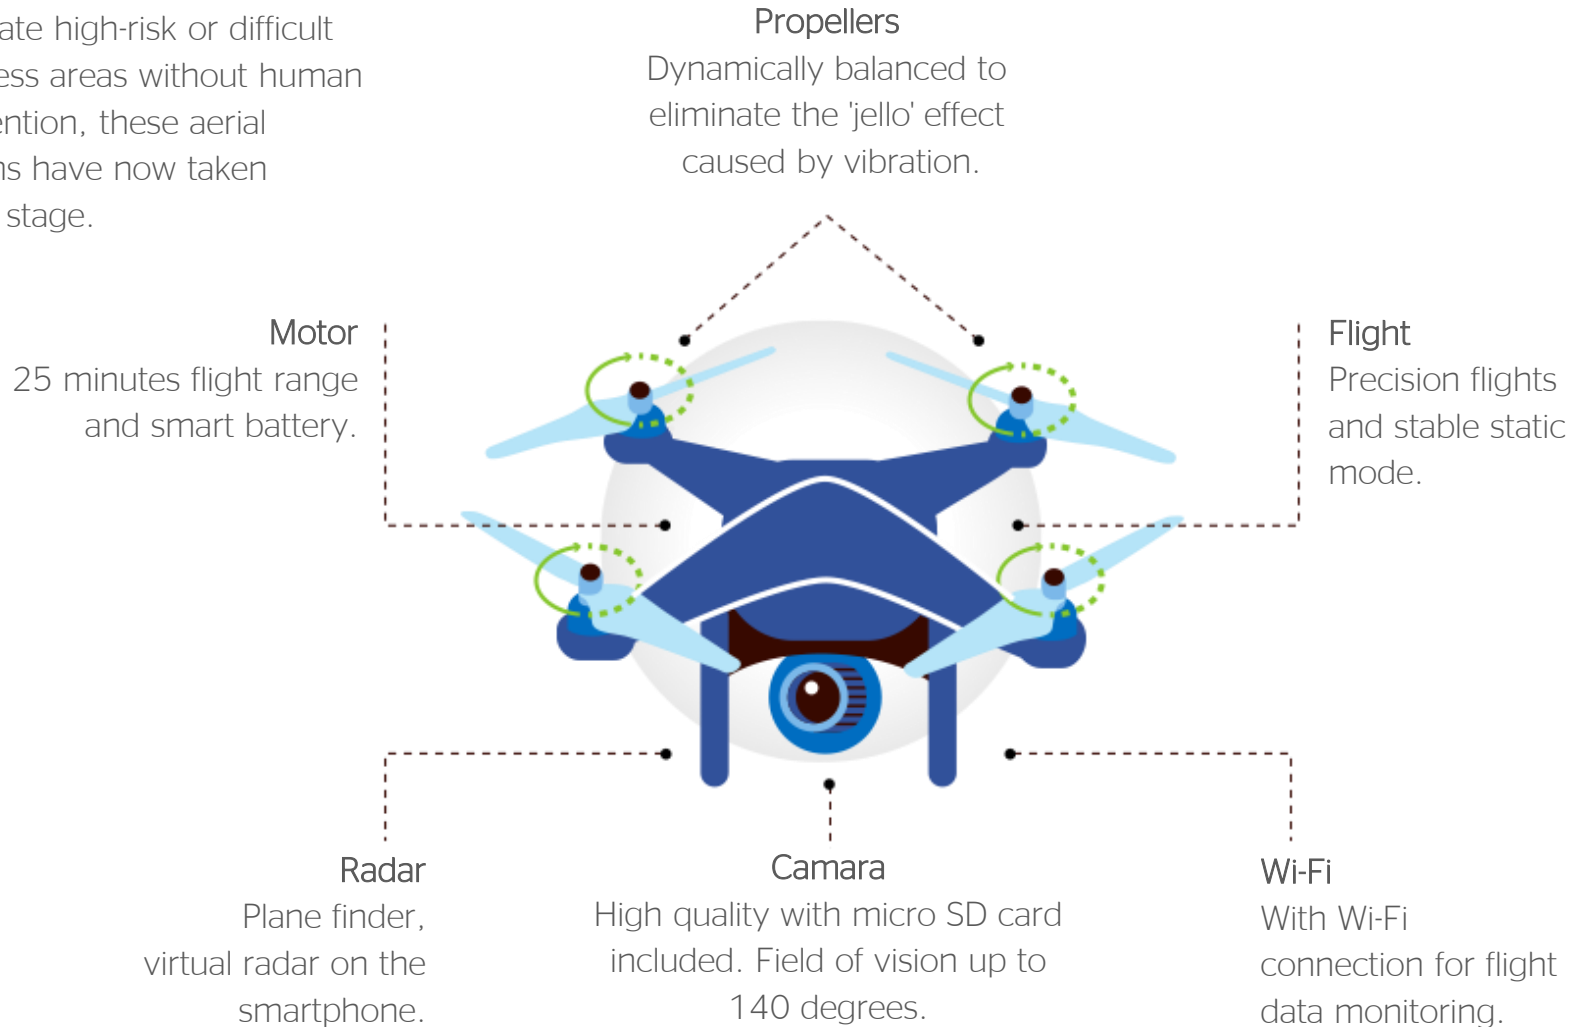 ate high-risk or difficult
ess areas without human
ention, these aerial
ns have now taken
stage.
Propellers
Dynamically balanced to
eliminate the 'jello' effect
caused by vibration.
Motor
25 minutes flight range
and smart battery.
Flight
Precision flights
and stable static
mode.
Radar
Plane finder,
virtual radar on the
smartphone.
Camara
High quality with micro SD card
included. Field of vision up to
140 degrees.
Wi-Fi
With Wi-Fi
connection for flight
data monitoring.